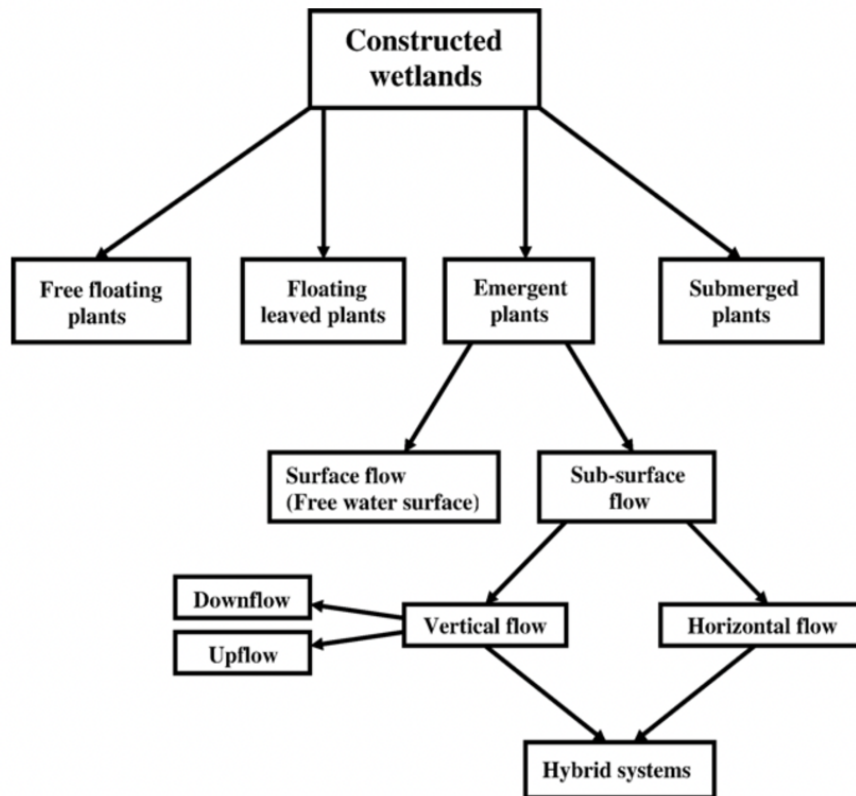 Constructed
wetlands
Free floating
plants
Floating
leaved plants
Emergent
plants
Submerged
plants
Surface flow
(Free water surface)
Sub-surface
flow
Downflow
Upflow
Vertical flow
Horizontal flow
Hybrid systems